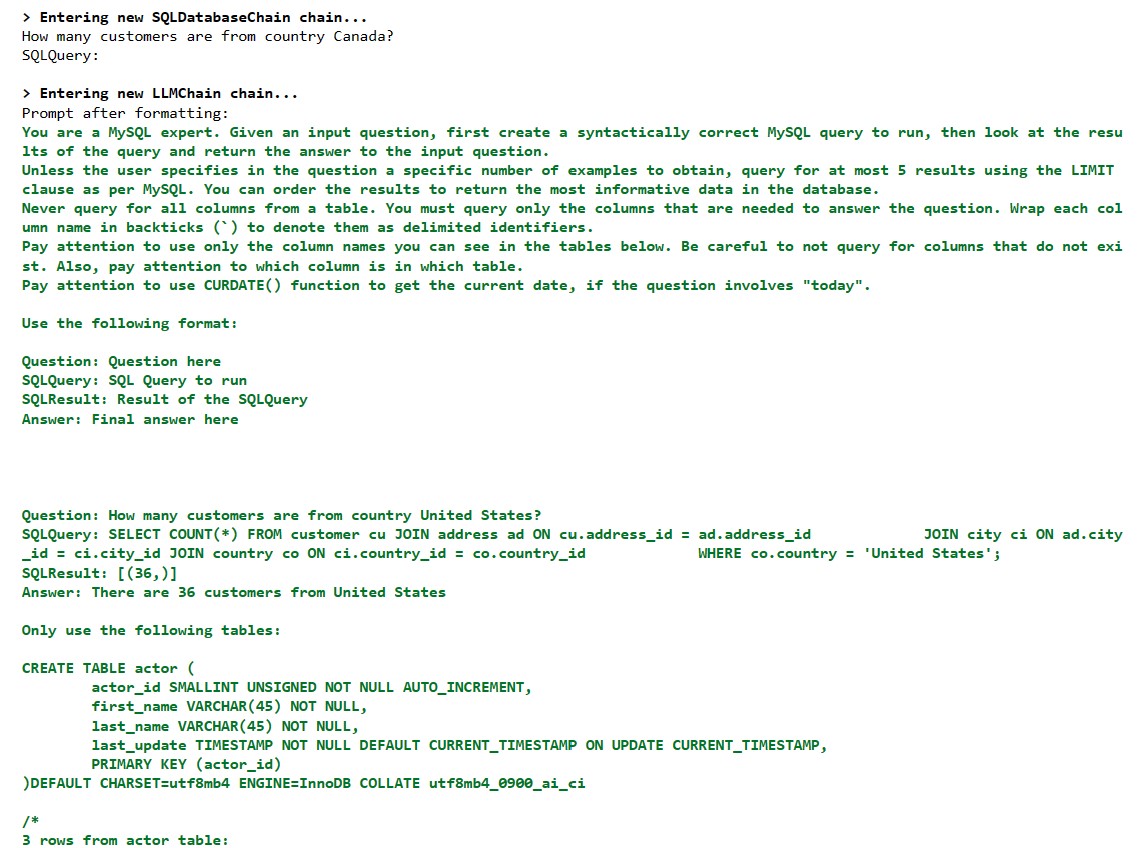 > Entering new SQLDatabaseChain chain...
How many customers are from country Canada?
SQLQuery:
> Entering new LLMChain chain...
Prompt after formatting:
You are a MySQL expert. Given an input question, first create a syntactically correct MySQL query to run, then look at the resu
lts of the query and return the answer to the input question.
Unless the user specifies in the question a specific number of examples to obtain, query for at most 5 results using the LIMIT
clause as per MySQL. You can order the results to return the most informative data in the database.
Never query for all columns from a table. You must query only the columns that are needed to answer the question. Wrap each col
umn name in backticks (`) to denote them as delimited identifiers.
Pay attention to use only the column names you can see in the tables below. Be careful to not query for columns that do not exi
st. Also, pay attention to which column is in which table.
Pay attention to use CURDATE() function to get the current date, if the question involves "today".
Use the following format:
Question: Question here
SQLQuery: SQL Query to run
SQLResult: Result of the SQLQuery
Answer: Final answer here
Question: How many customers are from country United States?
SQLQuery: SELECT COUNT(*) FROM customer cu JOIN address ad ON cu.address_id = ad.address_id             JOIN city ci ON ad.city
_id = ci.city_id JOIN country co ON ci.country_id = co.country_id             WHERE co.country = 'United States';
SQLResult: [(36,)]
Answer: There are 36 customers from United States
Only use the following tables:
CREATE TABLE actor (
        actor_id SMALLINT UNSIGNED NOT NULL AUTO_INCREMENT,
        first_name VARCHAR(45) NOT NULL,
        last_name VARCHAR(45) NOT NULL,
        last_update TIMESTAMP NOT NULL DEFAULT CURRENT_TIMESTAMP ON UPDATE CURRENT_TIMESTAMP,
        PRIMARY KEY (actor_id)
)DEFAULT CHARSET=utf8mb4 ENGINE=InnoDB COLLATE utf8mb4_0900_ai_ci
/*
3 rows from actor table: